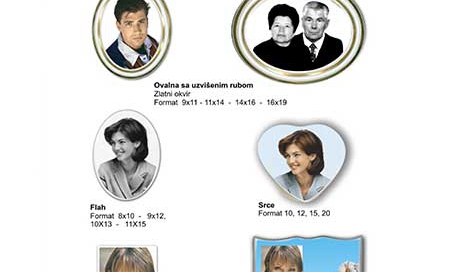 Ovalna sa uzvišenim rubom
Zlatni okvir
Format 9x11 - 11x14 - 14x16 - 16x19
Flah
Format 8x10 - 9x12,
10X13 - 11X15
Srce
Format 10, 12, 15, 20